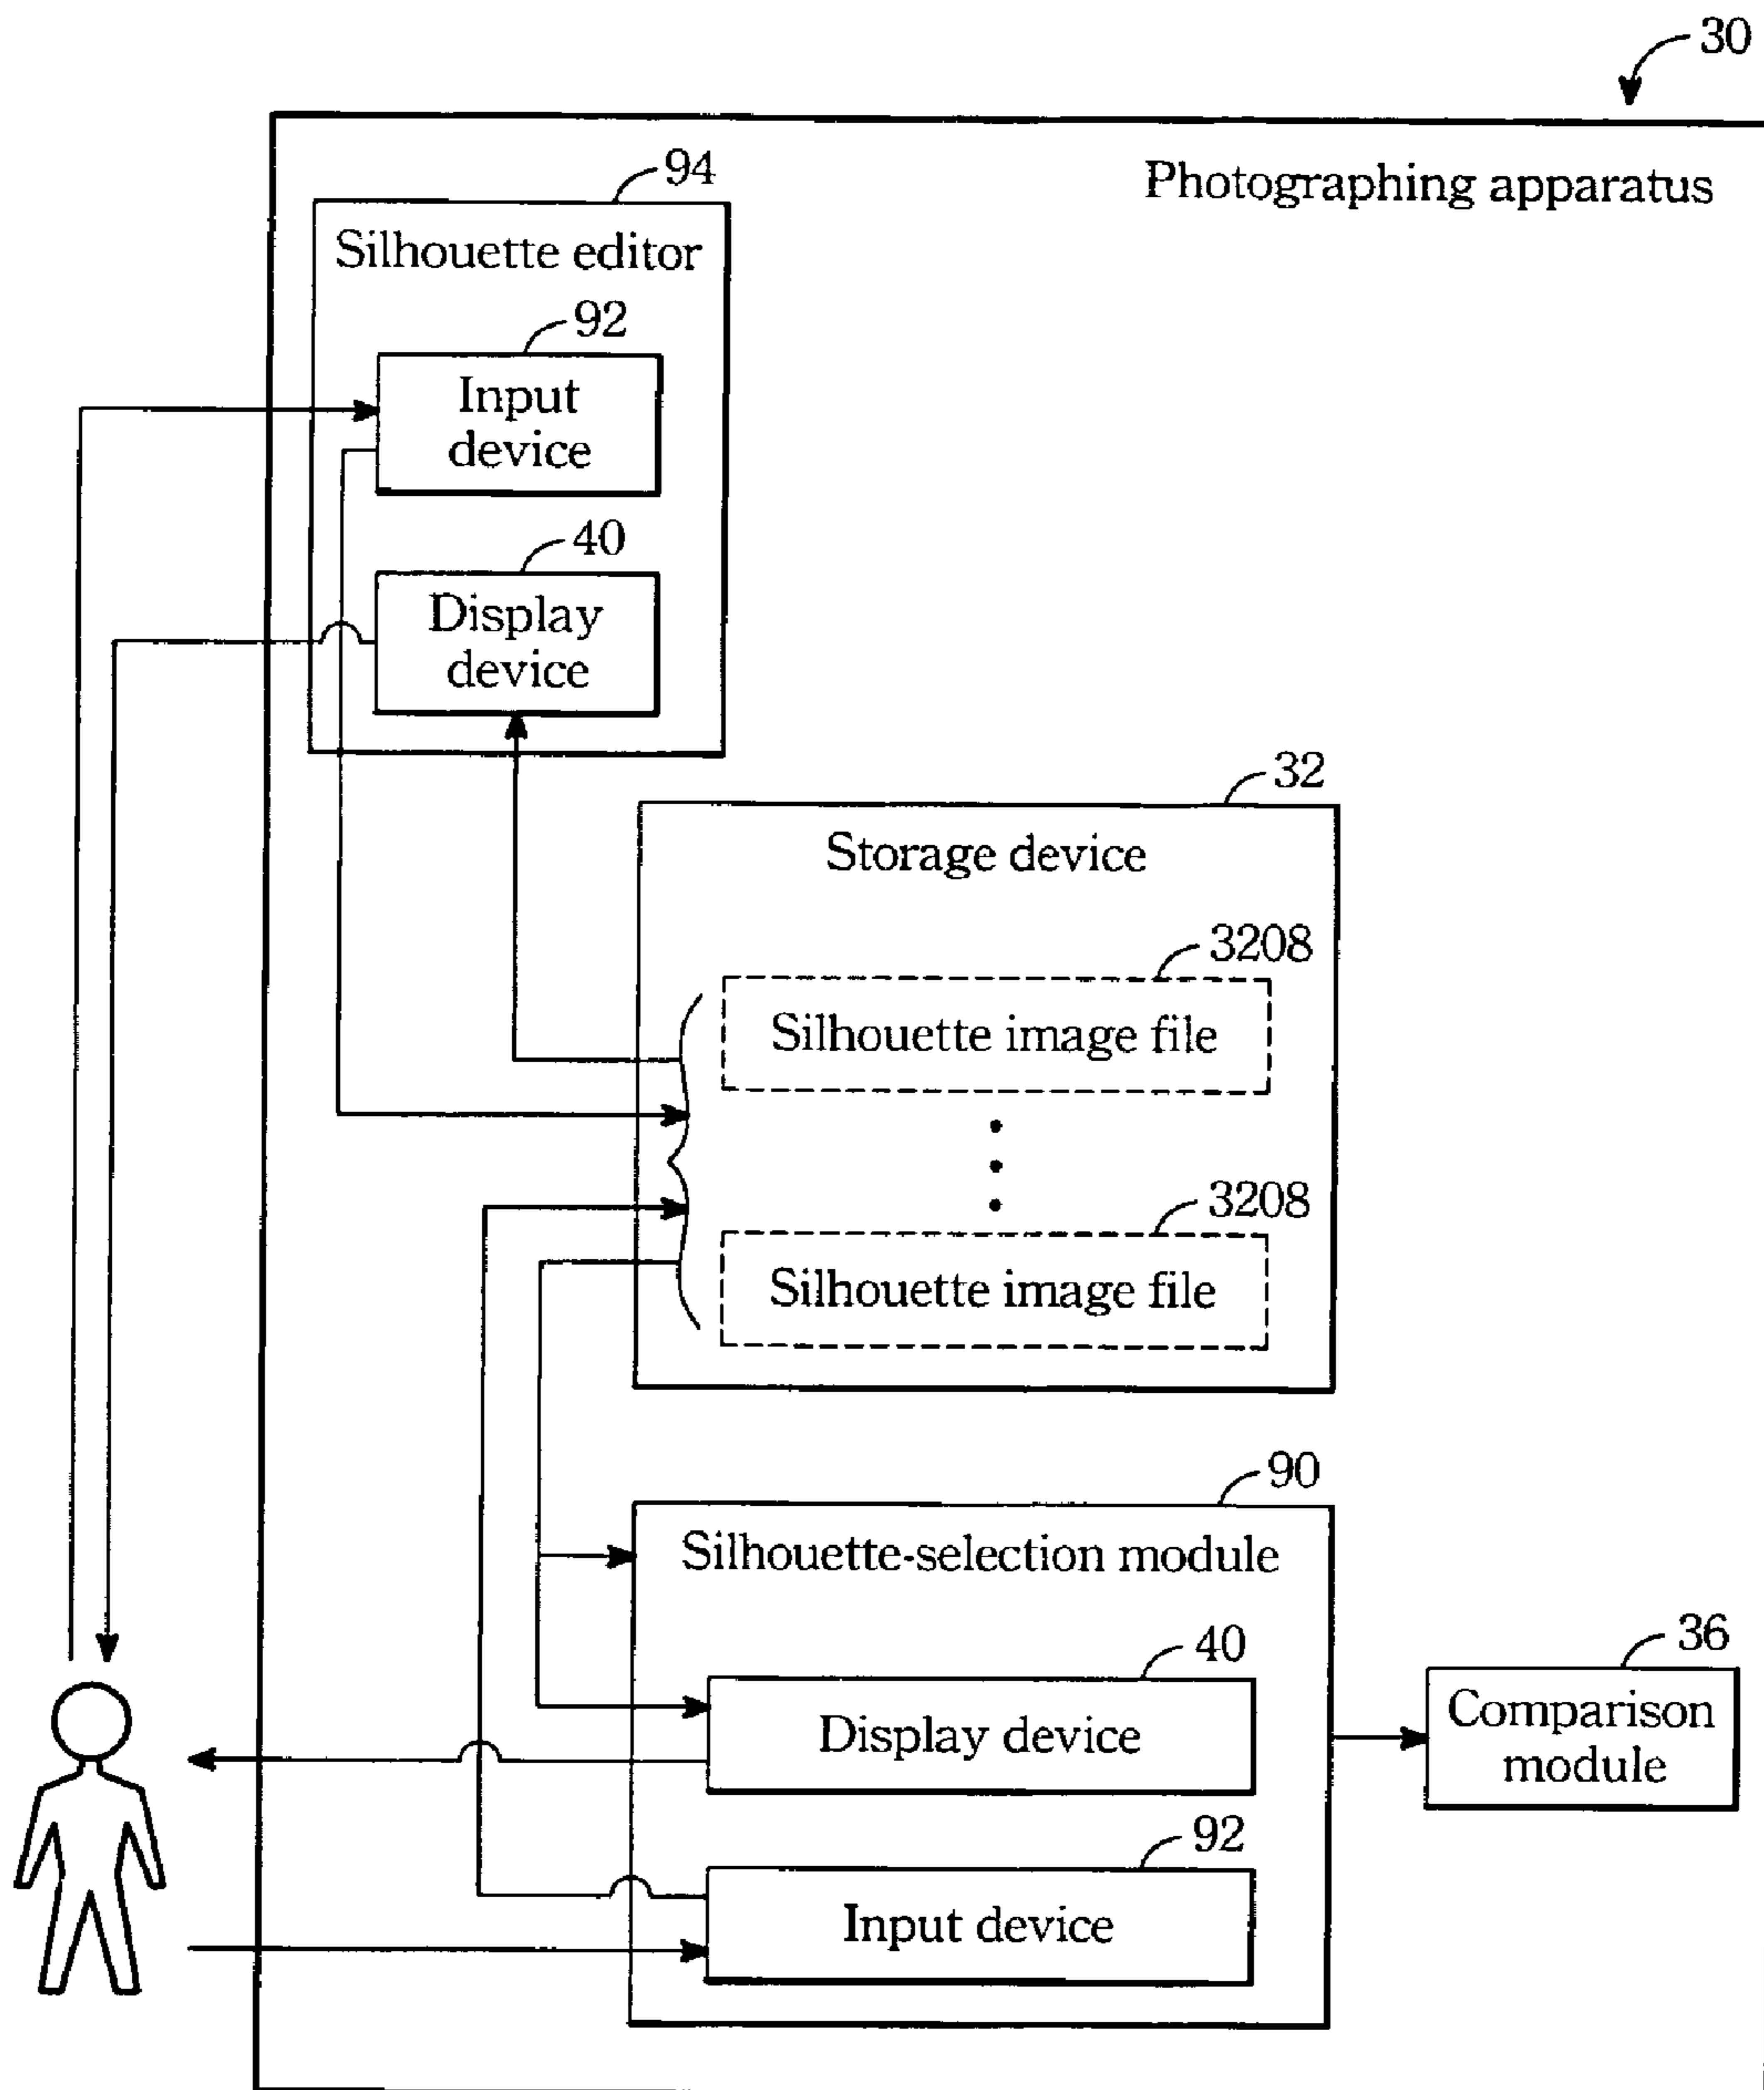 30
Photographing apparatus
94
Silhouette editor
92
Input
device
40
Display
device
32
Storage device
3208
Silhouette image file
3208
Silhouette image file
90
Silhouette-selection module
40
Display device
36
Comparison
module
92
Input device